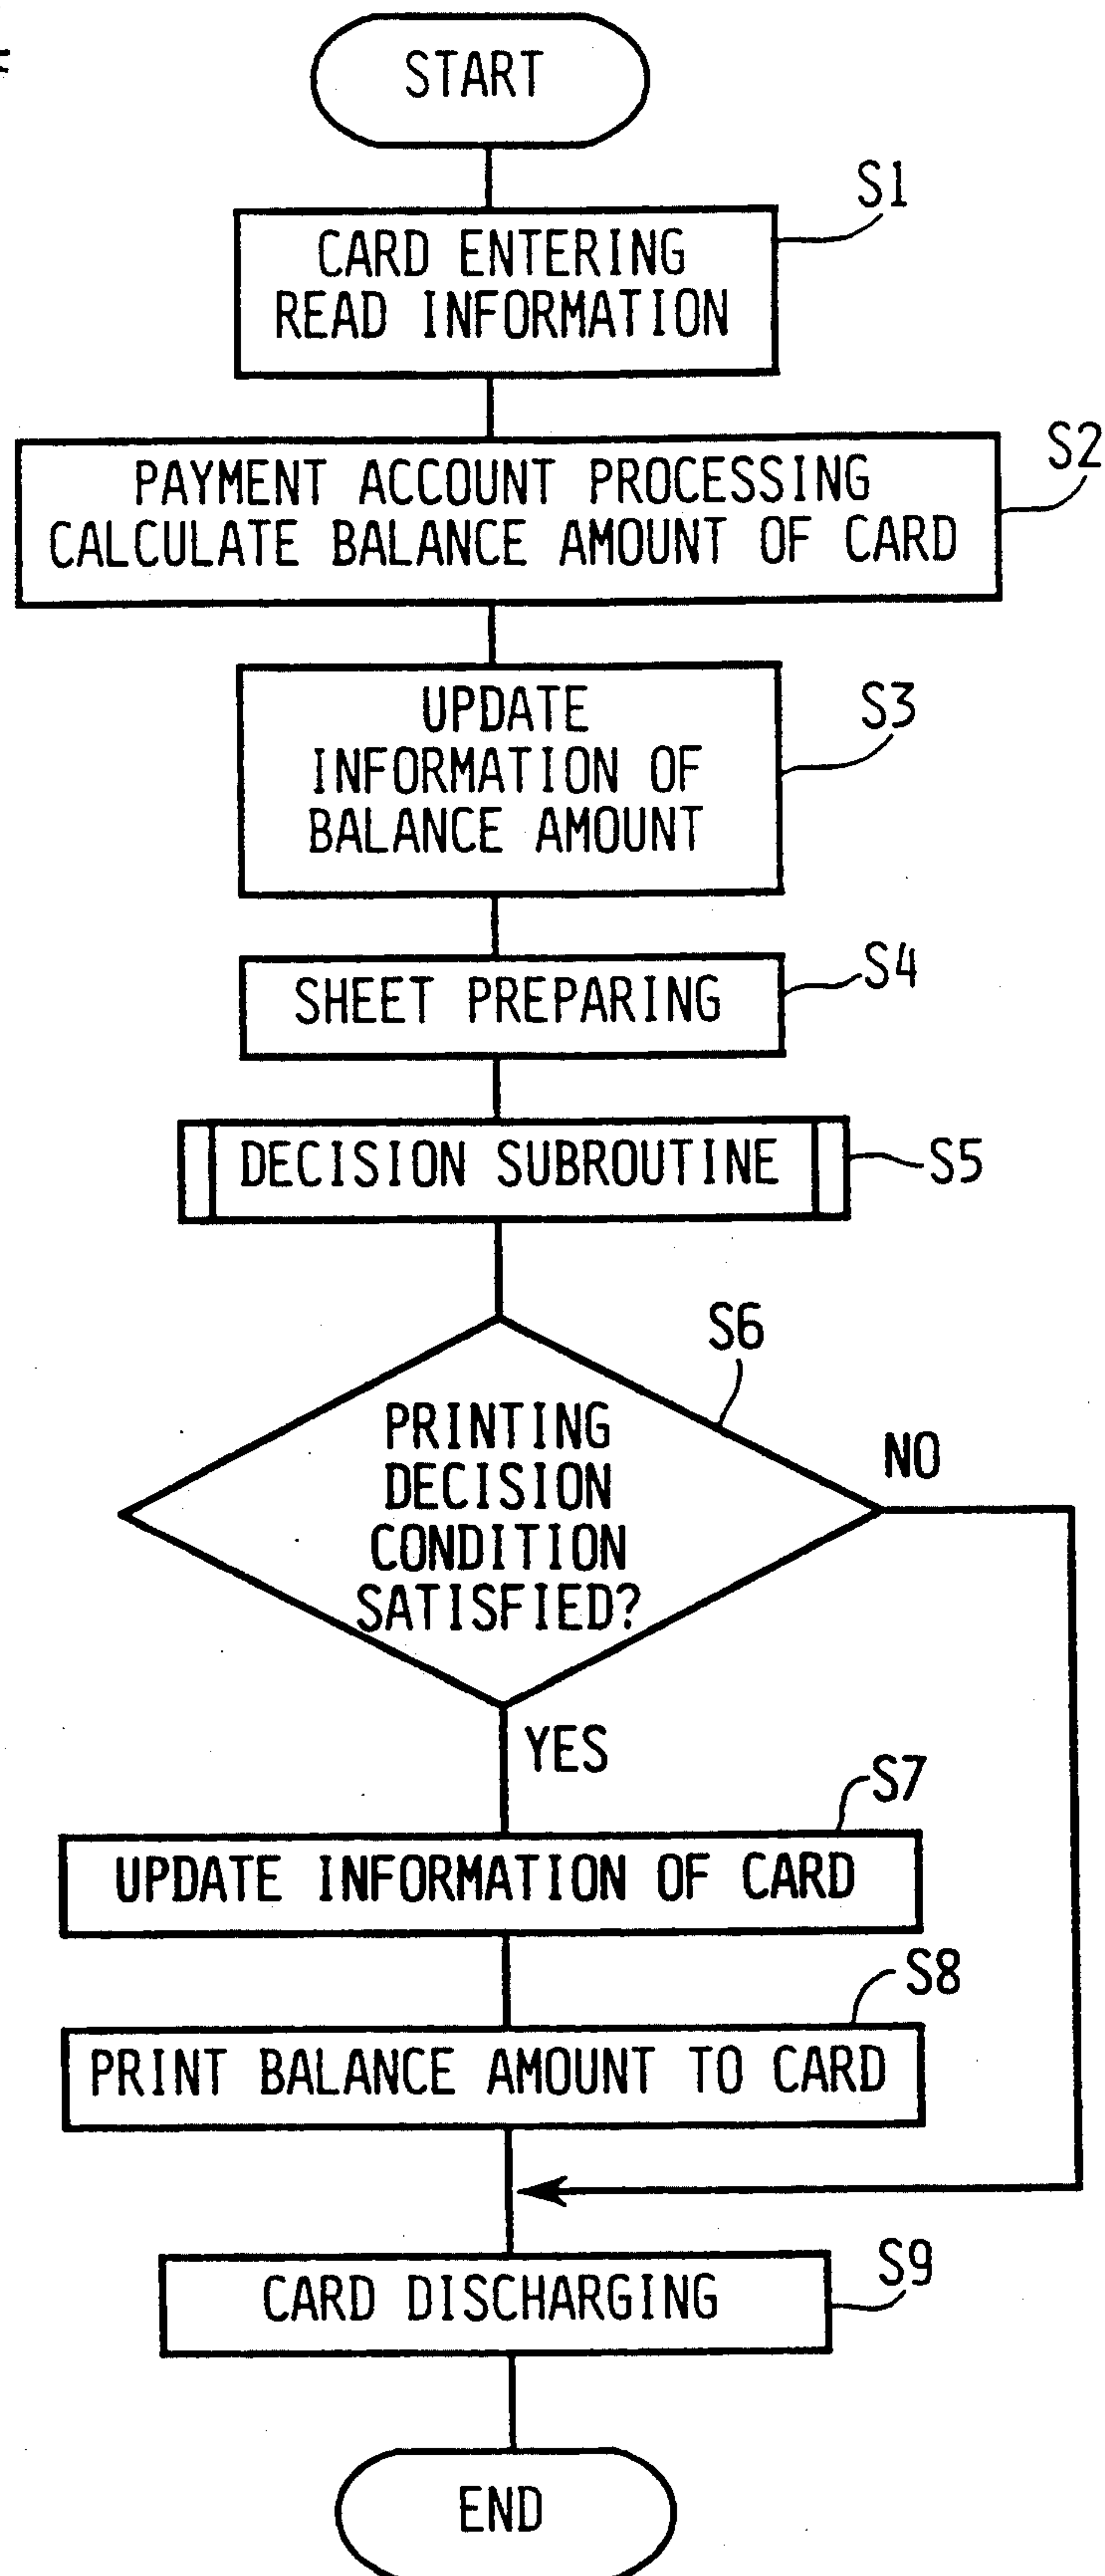 START
S1
CARD ENTERING
READ INFORMATION
S2
PAYMENT ACCOUNT PROCESSING
CALCULATE BALANCE AMOUNT OF CARD
S3
UPDATE
INFORMATION OF
BALANCE AMOUNT
S4
SHEET PREPARING
DECISION SUBROUTINE
S5
S6
PRINTING
DECISION
CONDITION
SATISFIED?
NO
YES
S7
UPDATE INFORMATION OF CARD
S8
PRINT BALANCE AMOUNT TO CARD
S9
CARD DISCHARGING
END